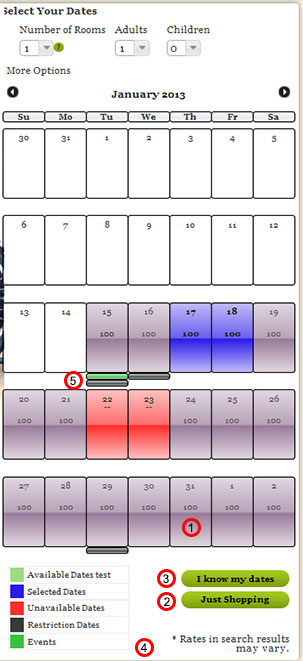 Select Your Dates
Number of Rooms Adults Children
1 ? 1 0
More Options
January 2013
Su Mo Tu We Th Fr Sa
30 31 1 2 3 4 5
6 7 8 9 10 11 12
13 14 15 16 17 18 19
100 100 100 100 100
5
20 21 22 23 24 25 26
100 100 -- -- 100 100 100
27 28 29 30 31 1 2
100 100 100 100 100 100 100
1
Available Dates test
Selected Dates
Unavailable Dates
Restriction Dates
Events
3 I know my dates
2 Just Shopping
4 * Rates in search results
may vary.